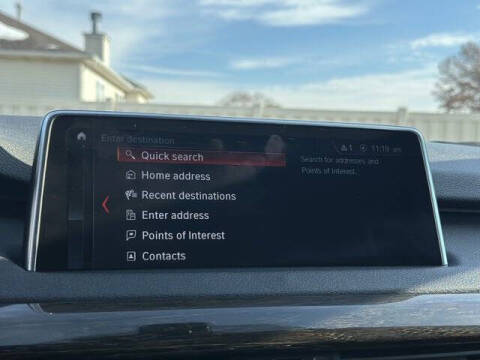 Enter destination
1 11:19 am
Quick search
Home address
Recent destinations
Enter address
Points of Interest
Contacts
Search for addresses and
Points of Interest.